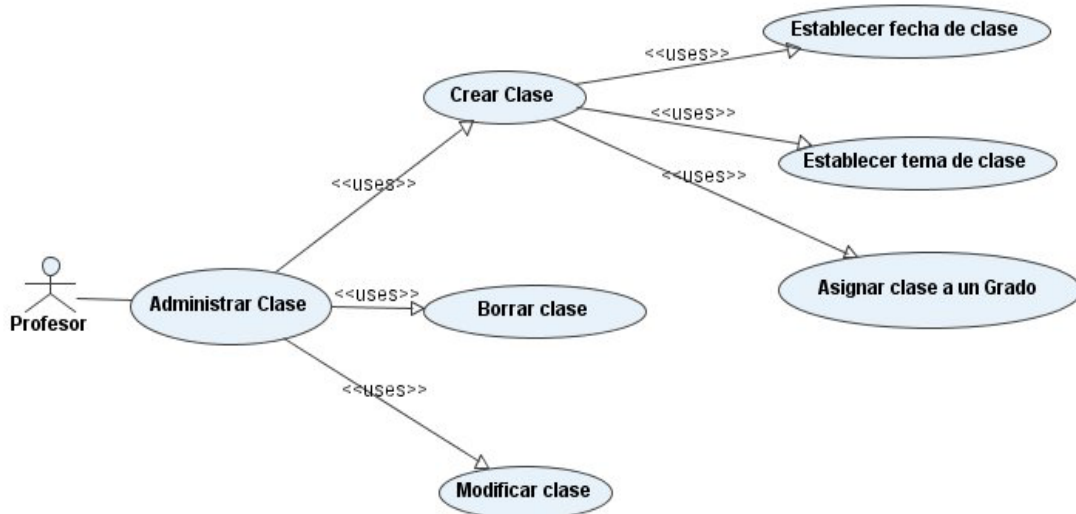 Establecer fecha de clase
<<uses>>
Crear Clase
<<uses>>
Establecer tema de clase
<<uses>>
<<uses>>
Asignar clase a un Grado
Administrar Clase
<<uses>>
Borrar clase
Profesor
<<uses>>
Modificar clase